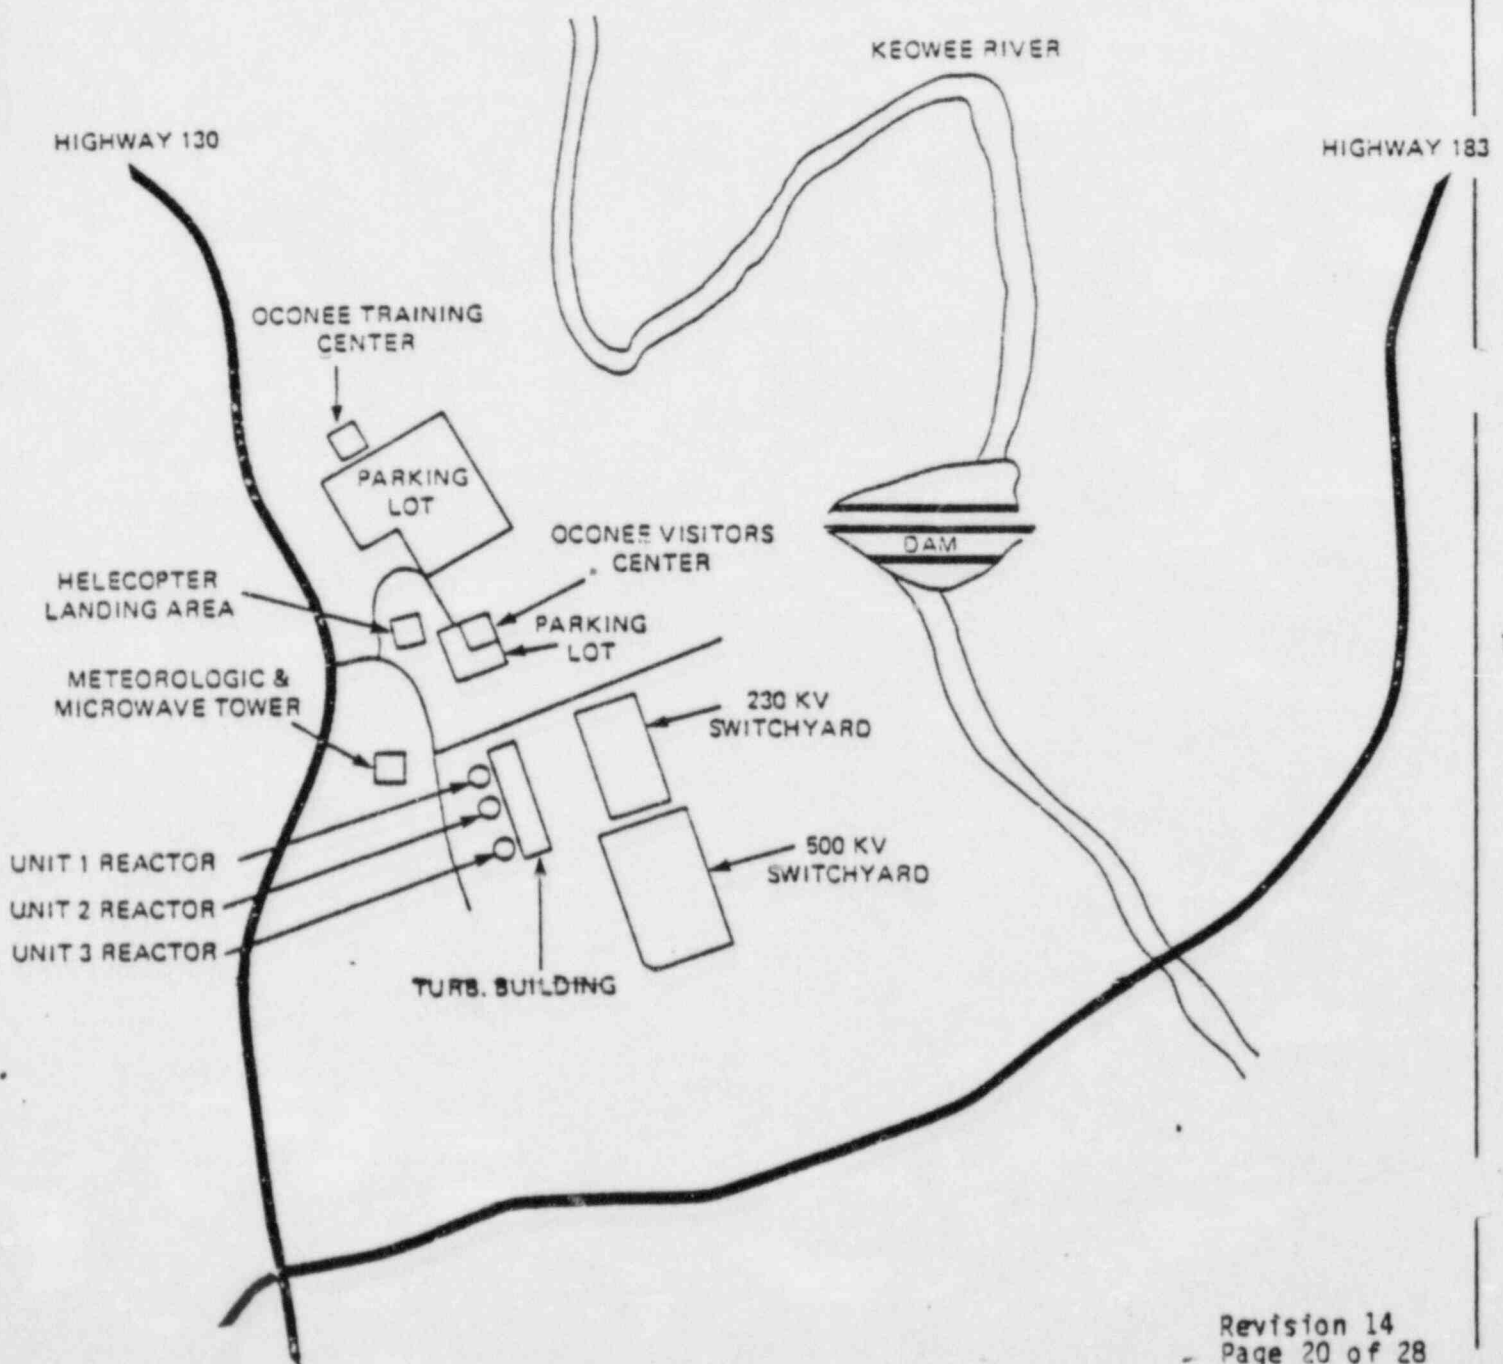 KEOWEE RIVER
HIGHWAY 130
HIGHWAY 183
OCONEE TRAINING
CENTER
PARKING
LOT
OCONEE VISITORS
CENTER
DAM
HELECOPTER
LANDING AREA
PARKING
LOT
METEOROLOGIC &
MICROWAVE TOWER
230 KV
SWITCHYARD
500 KV
SWITCHYARD
UNIT 1 REACTOR
UNIT 2 REACTOR
UNIT 3 REACTOR
TURB. BUILDING
Revision 14
Page 20 of 28